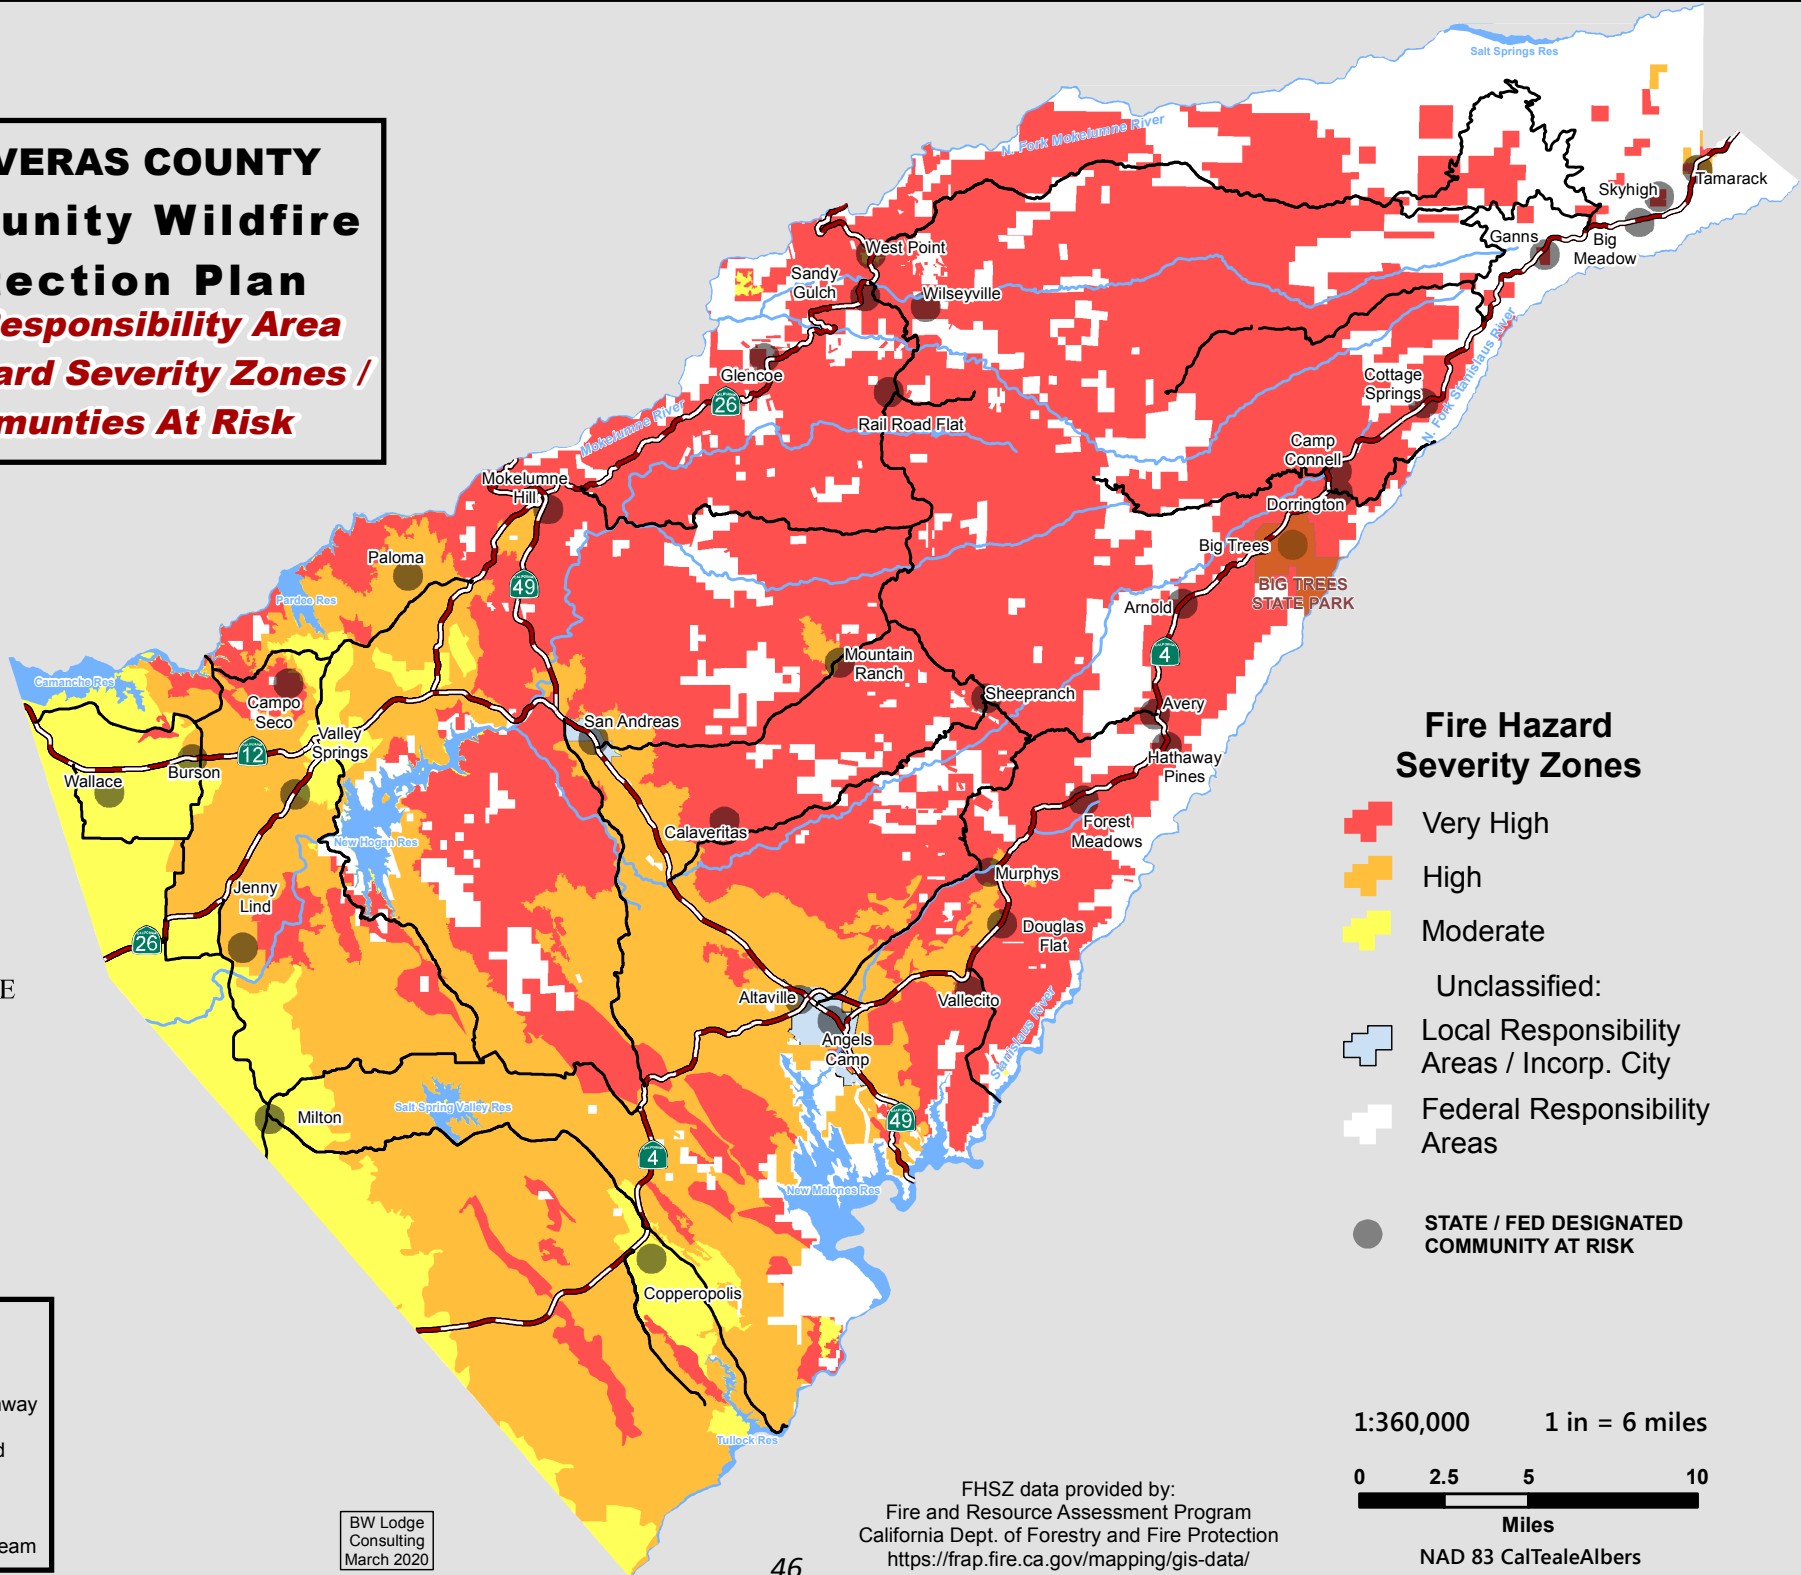 VERAS COUNTY
unity Wildfire
ection Plan
esponsibility Area
ard Severity Zones /
munties At Risk
Salt Springs Res
N. Fork Mokelumne River
Tamarack
Skyhigh
Ganns
Big
Meadow
West Point
Sandy
Gulch
Wilseyville
Glencoe
26
Mokelumne River
Rail Road Flat
N. Fork Stanislaus River
Cottage
Springs
Camp
Connell
Dorrington
Mokelumne
Hill
Paloma
Pardee Res
49
Big Trees
BIG TREES
STATE PARK
Arnold
4
Mountain
Ranch
Sheepranch
Avery
Hathaway
Pines
Camanche Res
Campo
Seco
San Andreas
Valley
Springs
12
Wallace
Burson
New Hogan Res
Calaveritas
Forest
Meadows
Murphys
Jenny
Lind
26
Douglas
Flat
Altaville
Vallecito
Angels
Camp
Stanislaus River
E
Milton
Salt Spring Valley Res
49
4
New Melones Res
Copperopolis
Tullock Res
Fire Hazard
Severity Zones
Very High
High
Moderate
Unclassified:
Local Responsibility
Areas / Incorp. City
Federal Responsibility
Areas
STATE / FED DESIGNATED
COMMUNITY AT RISK
1:360,000 1 in = 6 miles
0 2.5 5 10
Miles
NAD 83 CalTealeAlbers
way
d
eam
BW Lodge
Consulting
March 2020
46
FHSZ data provided by:
Fire and Resource Assessment Program
California Dept. of Forestry and Fire Protection
https://frap.fire.ca.gov/mapping/gis-data/